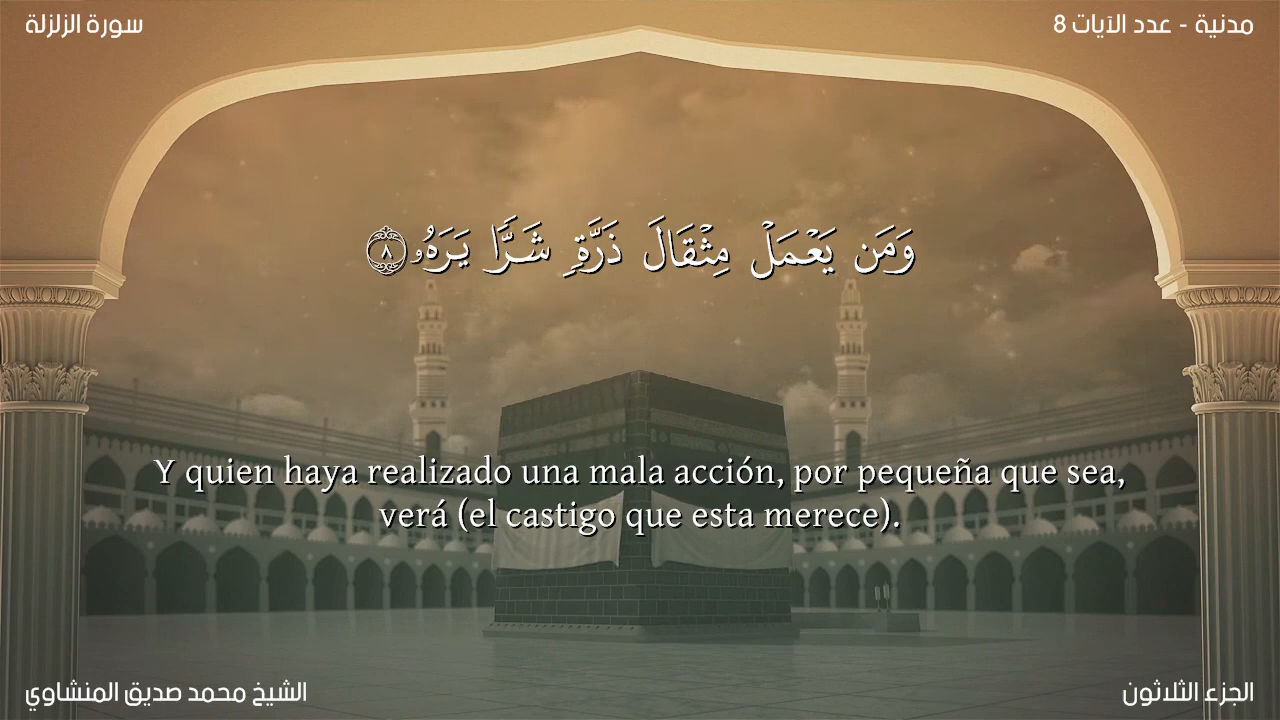 سورة الزلزلة
مدنية - عدد الآيات 8
وَمَن يَعْمَلْ مِثْقَالَ ذَرَّةٍ شَرًّا يَرَهُۥ ٨
Y quien haya realizado una mala acción, por pequeña que sea,
verá (el castigo que esta merece).
الشيخ محمد صديق المنشاوي
الجزء الثلاثون